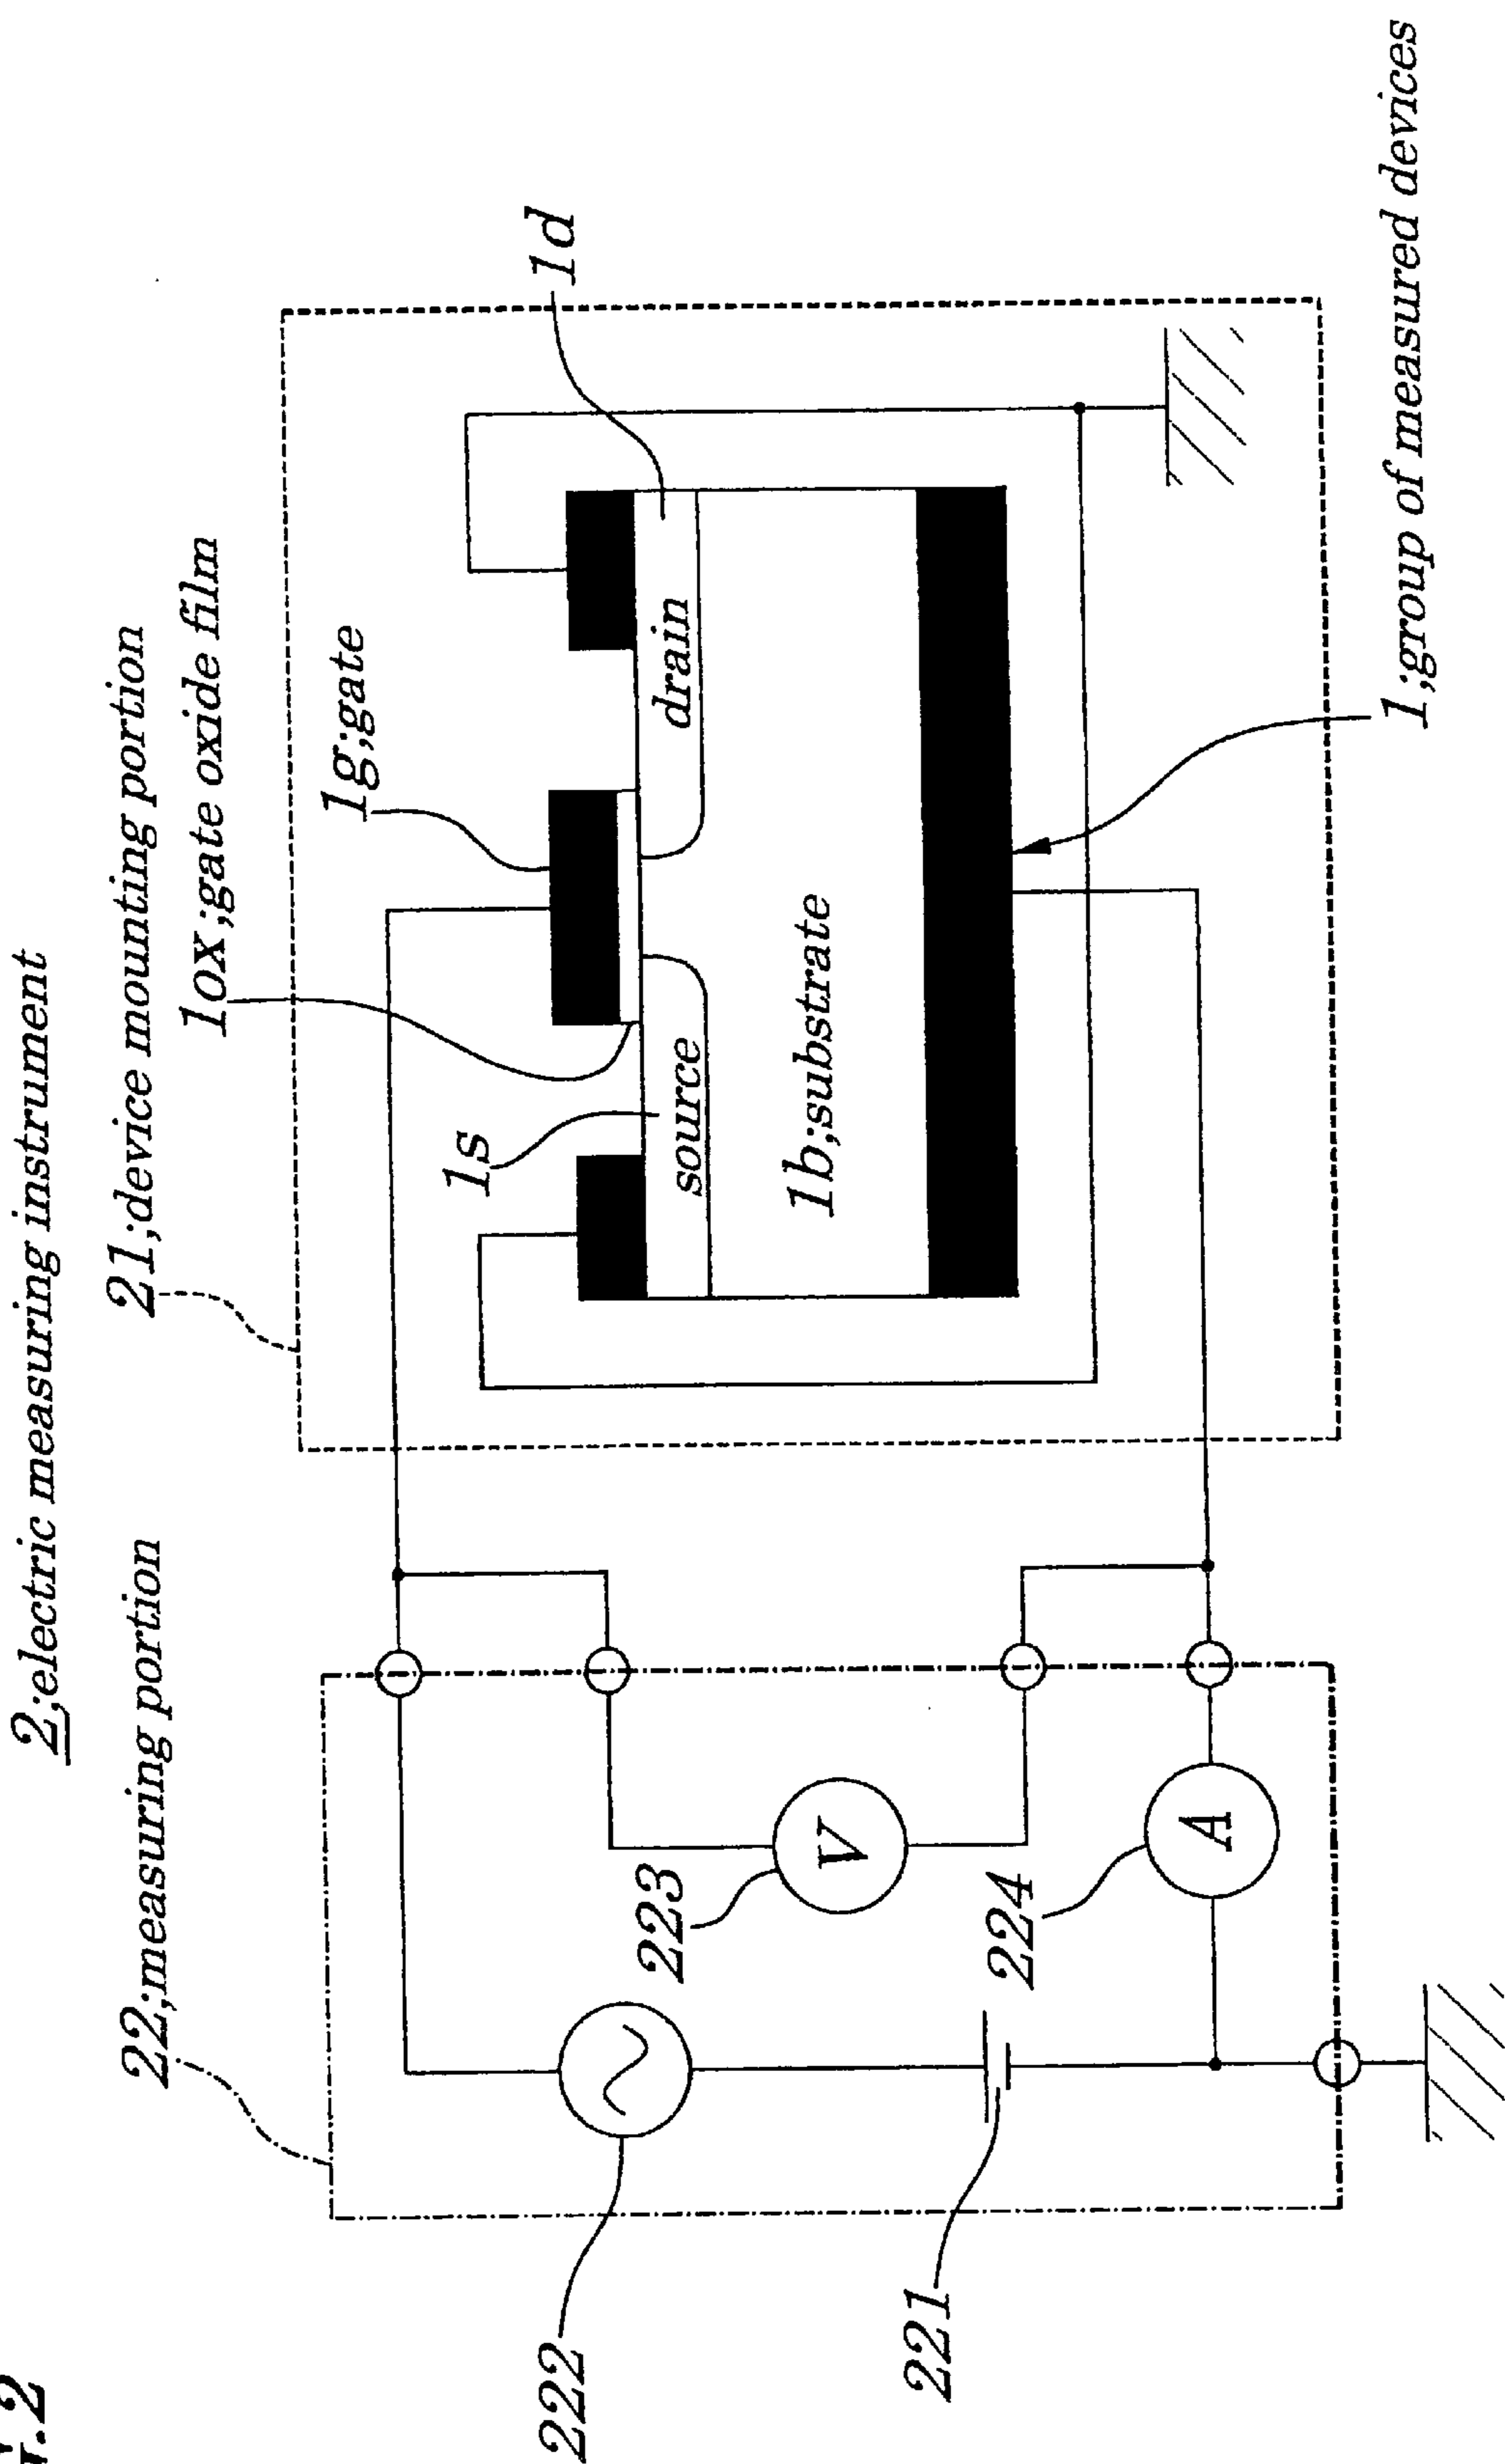 2;electric measuring instrument
22;measuring portion
21;device mounting portion
1ox;gate oxide film
1g;gate
1d
1s
source
drain
1b;substrate
222
223
V
221
224
A
1;group of measured devices